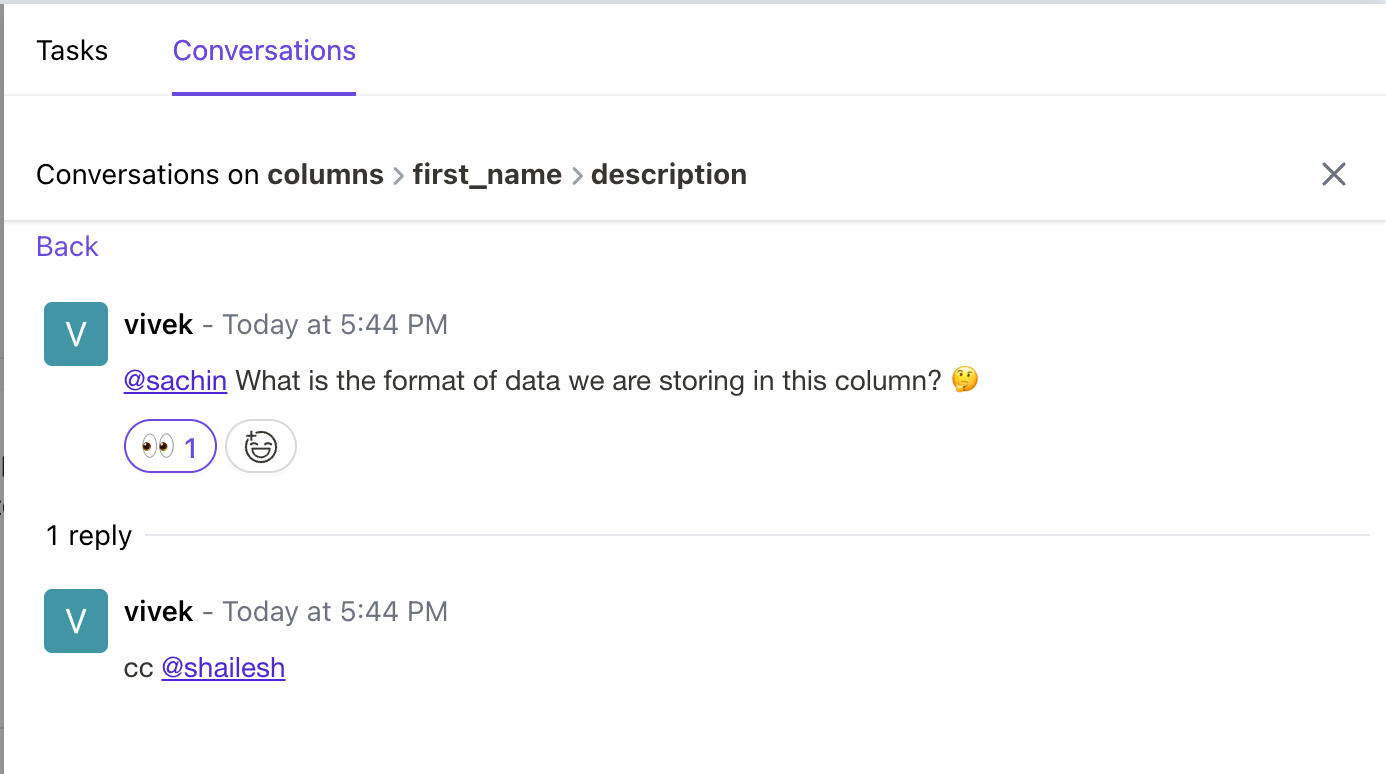 Tasks Conversations
Conversations on columns > first_name > description
Back
V vivek - Today at 5:44 PM
@sachin What is the format of data we are storing in this column? 🤔
👀 1
1 reply
V vivek - Today at 5:44 PM
cc @shailesh